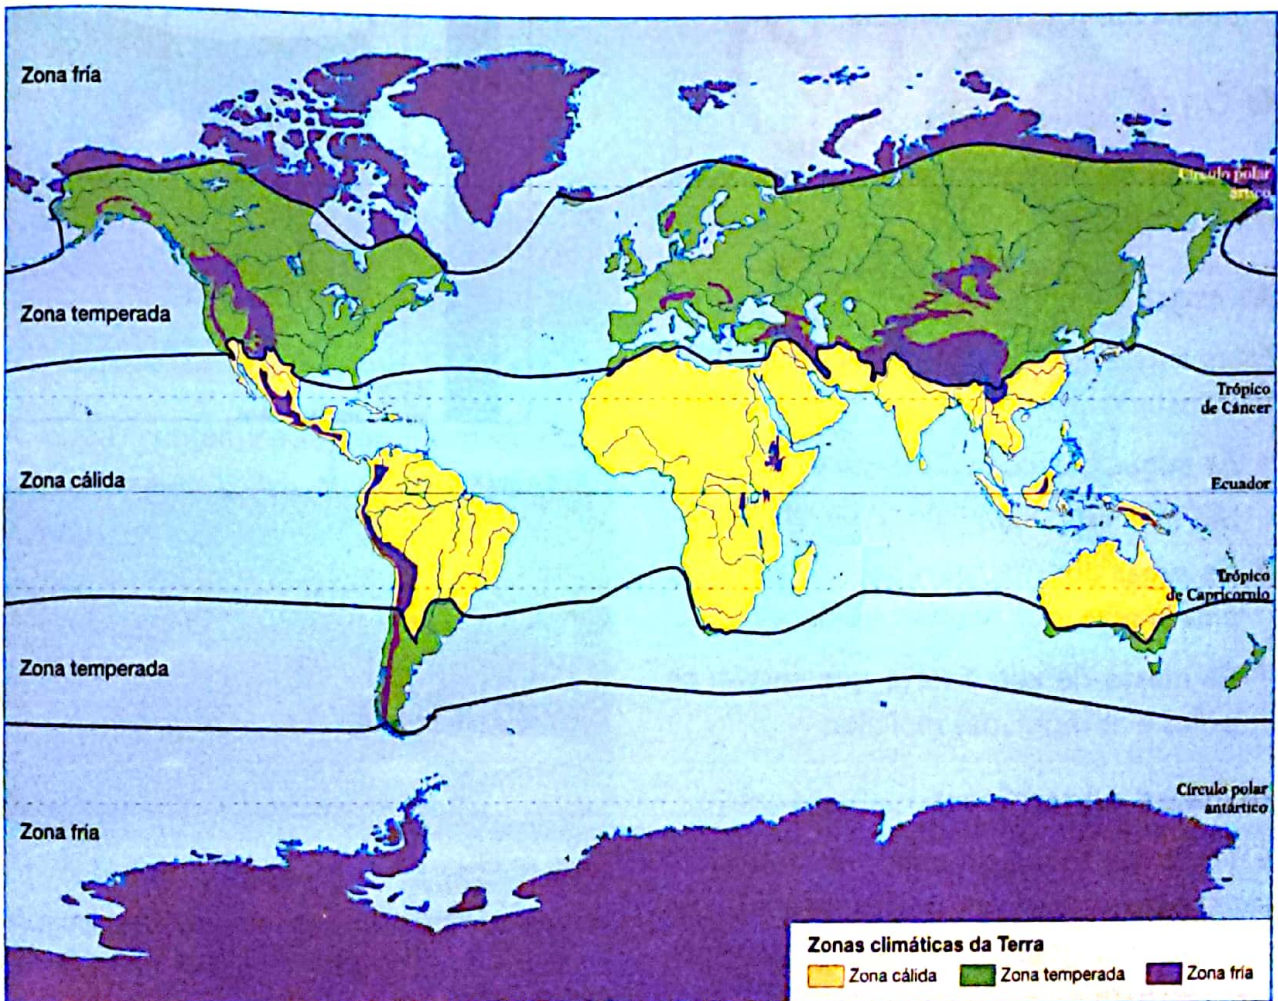 Zona fría
Círculo polar
ártico
Zona temperada
Trópico
de Cáncer
Zona cálida
Ecuador
Trópico
de Capricornio
Zona temperada
Círculo polar
antártico
Zona fría
Zonas climáticas da Terra
Zona cálida
Zona temperada
Zona fría